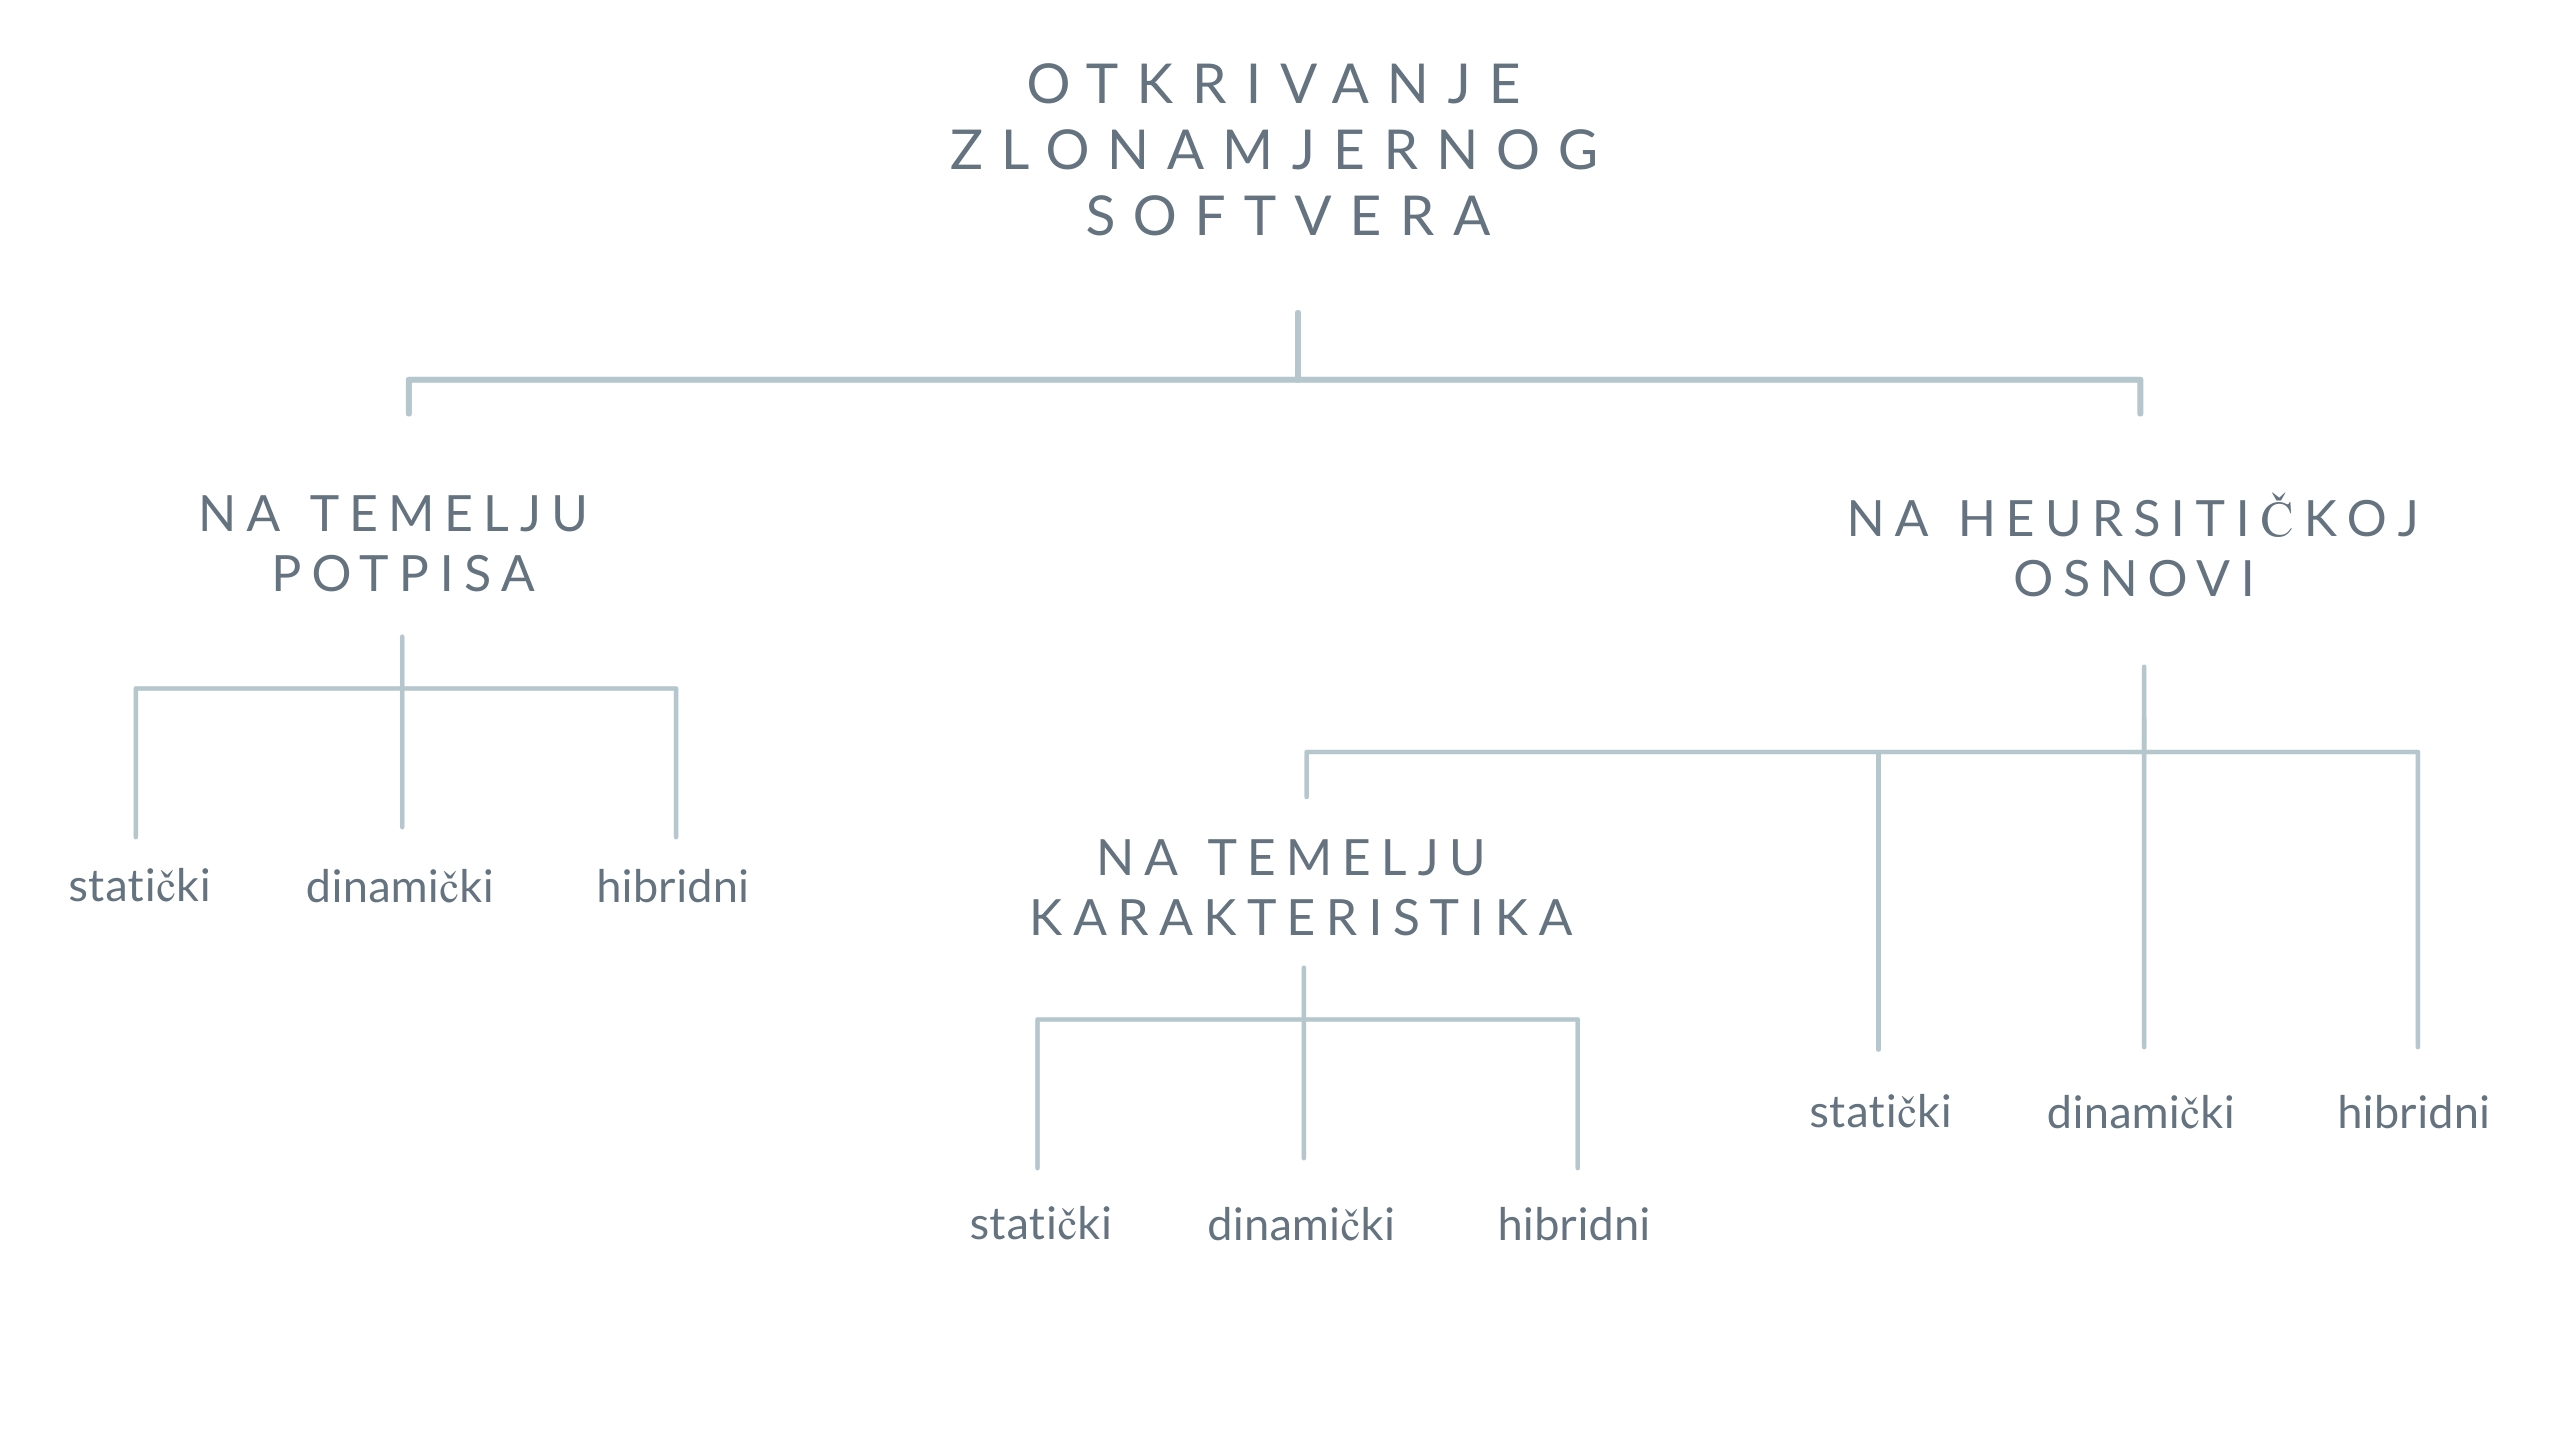 OTKRIVANJE
ZLONAMJERNOG
SOFTVERA
NA TEMELJU
POTPISA
NA HEURSITIČKOJ
OSNOVI
statički
dinamički
hibridni
NA TEMELJU
KARAKTERISTIKA
statički
dinamički
hibridni
statički
dinamički
hibridni